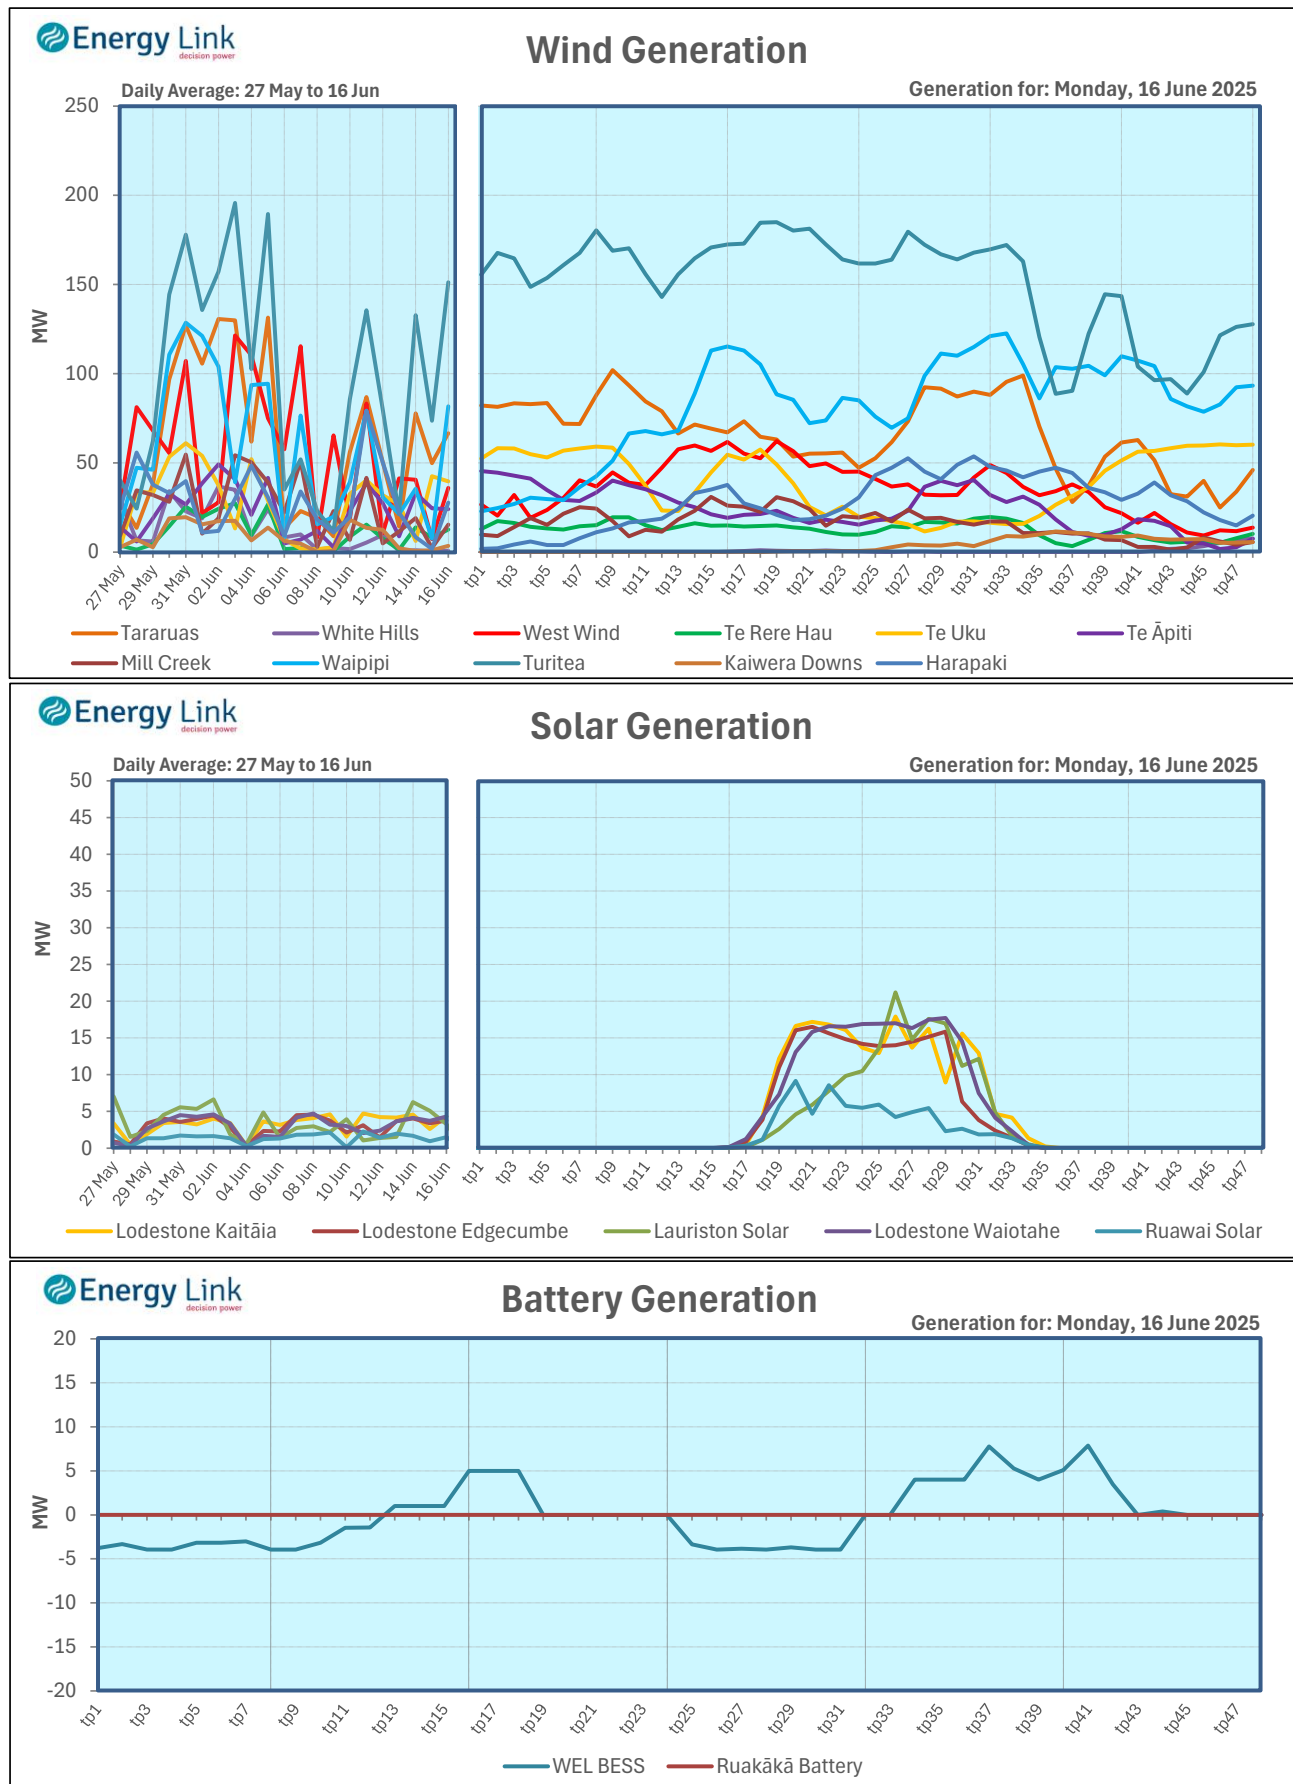 Energy Link
decision power
Wind Generation
Daily Average: 27 May to 16 Jun
Generation for: Monday, 16 June 2025
MW
250
200
150
100
50
0
27 May
29 May
31 May
02 Jun
04 Jun
06 Jun
08 Jun
10 Jun
12 Jun
14 Jun
16 Jun
tp1
tp3
tp5
tp7
tp9
tp11
tp13
tp15
tp17
tp19
tp21
tp23
tp25
tp27
tp29
tp31
tp33
tp35
tp37
tp39
tp41
tp43
tp45
tp47
Tararuas White Hills West Wind Te Rere Hau Te Uku Te Āpiti
Mill Creek Waipipi Turitea Kaiwera Downs Harapaki
Energy Link
decision power
Solar Generation
Daily Average: 27 May to 16 Jun
Generation for: Monday, 16 June 2025
MW
50
45
40
35
30
25
20
15
10
5
0
27 May
29 May
31 May
02 Jun
04 Jun
06 Jun
08 Jun
10 Jun
12 Jun
14 Jun
16 Jun
tp1
tp3
tp5
tp7
tp9
tp11
tp13
tp15
tp17
tp19
tp21
tp23
tp25
tp27
tp29
tp31
tp33
tp35
tp37
tp39
tp41
tp43
tp45
tp47
Lodestone Kaitāia Lodestone Edgecumbe Lauriston Solar Lodestone Waiotahe Ruawai Solar
Energy Link
decision power
Battery Generation
Generation for: Monday, 16 June 2025
MW
20
15
10
5
0
-5
-10
-15
-20
tp1
tp3
tp5
tp7
tp9
tp11
tp13
tp15
tp17
tp19
tp21
tp23
tp25
tp27
tp29
tp31
tp33
tp35
tp37
tp39
tp41
tp43
tp45
tp47
WEL BESS Ruakākā Battery